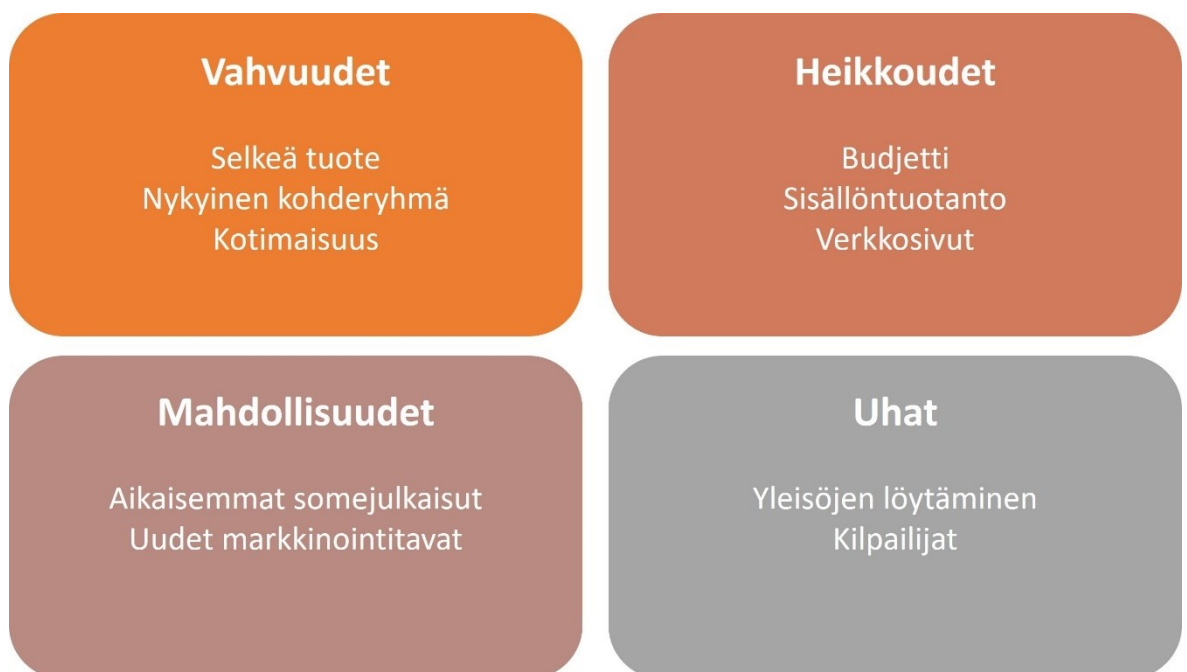 Vahvuudet
Selkeä tuote
Nykyinen kohderyhmä
Kotimaisuus
Heikkoudet
Budjetti
Sisällöntuotanto
Verkkosivut
Mahdollisuudet
Aikaisemmat somejulkaisut
Uudet markkinointitavat
Uhat
Yleisöjen löytäminen
Kilpailijat